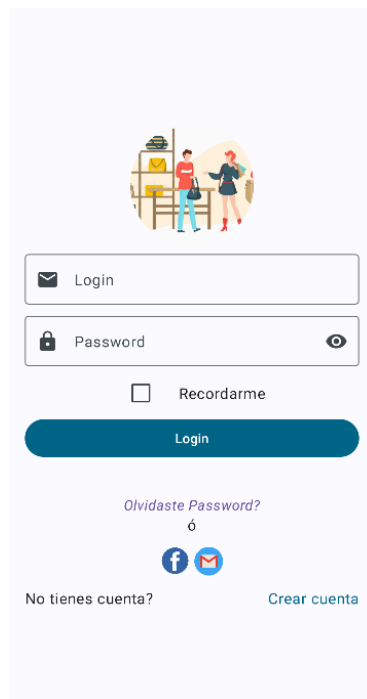 Login
Password
Recordarme
Login
Olvidaste Password?
ó
No tienes cuenta? Crear cuenta